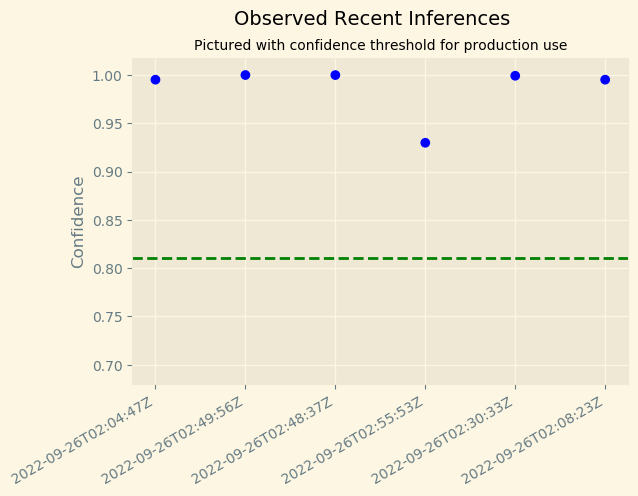 Observed Recent Inferences
Pictured with confidence threshold for production use
Confidence
1.00
0.95
0.90
0.85
0.80
0.75
0.70
2022-09-26T02:04:47Z
2022-09-26T02:49:56Z
2022-09-26T02:48:37Z
2022-09-26T02:55:53Z
2022-09-26T02:30:33Z
2022-09-26T02:08:23Z